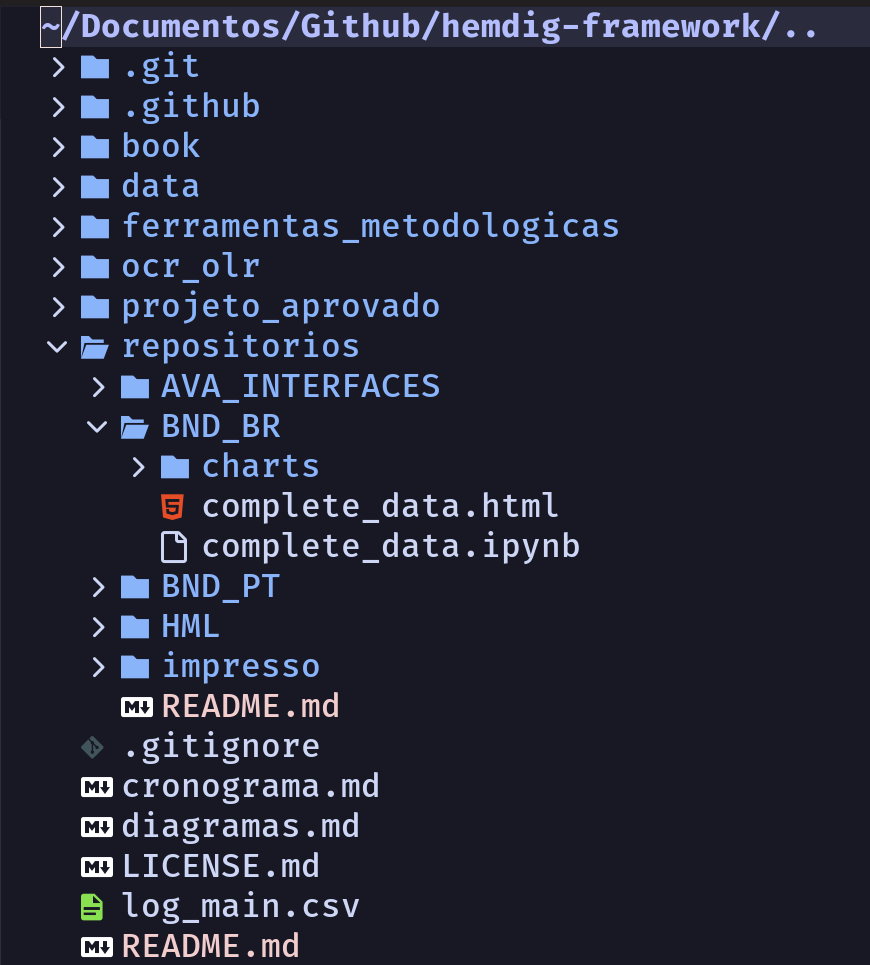 ~/Documentos/Github/hemdig-framework/..
.git
.github
book
data
ferramentas_metodologicas
ocr_olr
projeto_aprovado
repositorios
AVA_INTERFACES
BND_BR
charts
complete_data.html
complete_data.ipynb
BND_PT
HML
impresso
README.md
.gitignore
cronograma.md
diagramas.md
LICENSE.md
log_main.csv
README.md